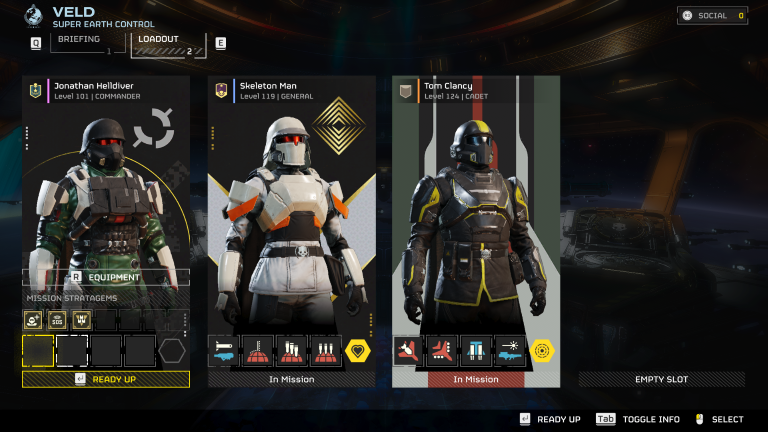 VELD
SUPER EARTH CONTROL
SOCIAL 0
Q
BRIEFING
1
LOADOUT
2
E
Jonathan Helldiver
Level 101 | COMMANDER
Skeleton Man
Level 119 | GENERAL
Tom Clancy
Level 124 | CADET
R EQUIPMENT
MISSION STRATAGEMS
SOS
READY UP
In Mission
In Mission
EMPTY SLOT
READY UP
Tab TOGGLE INFO
SELECT